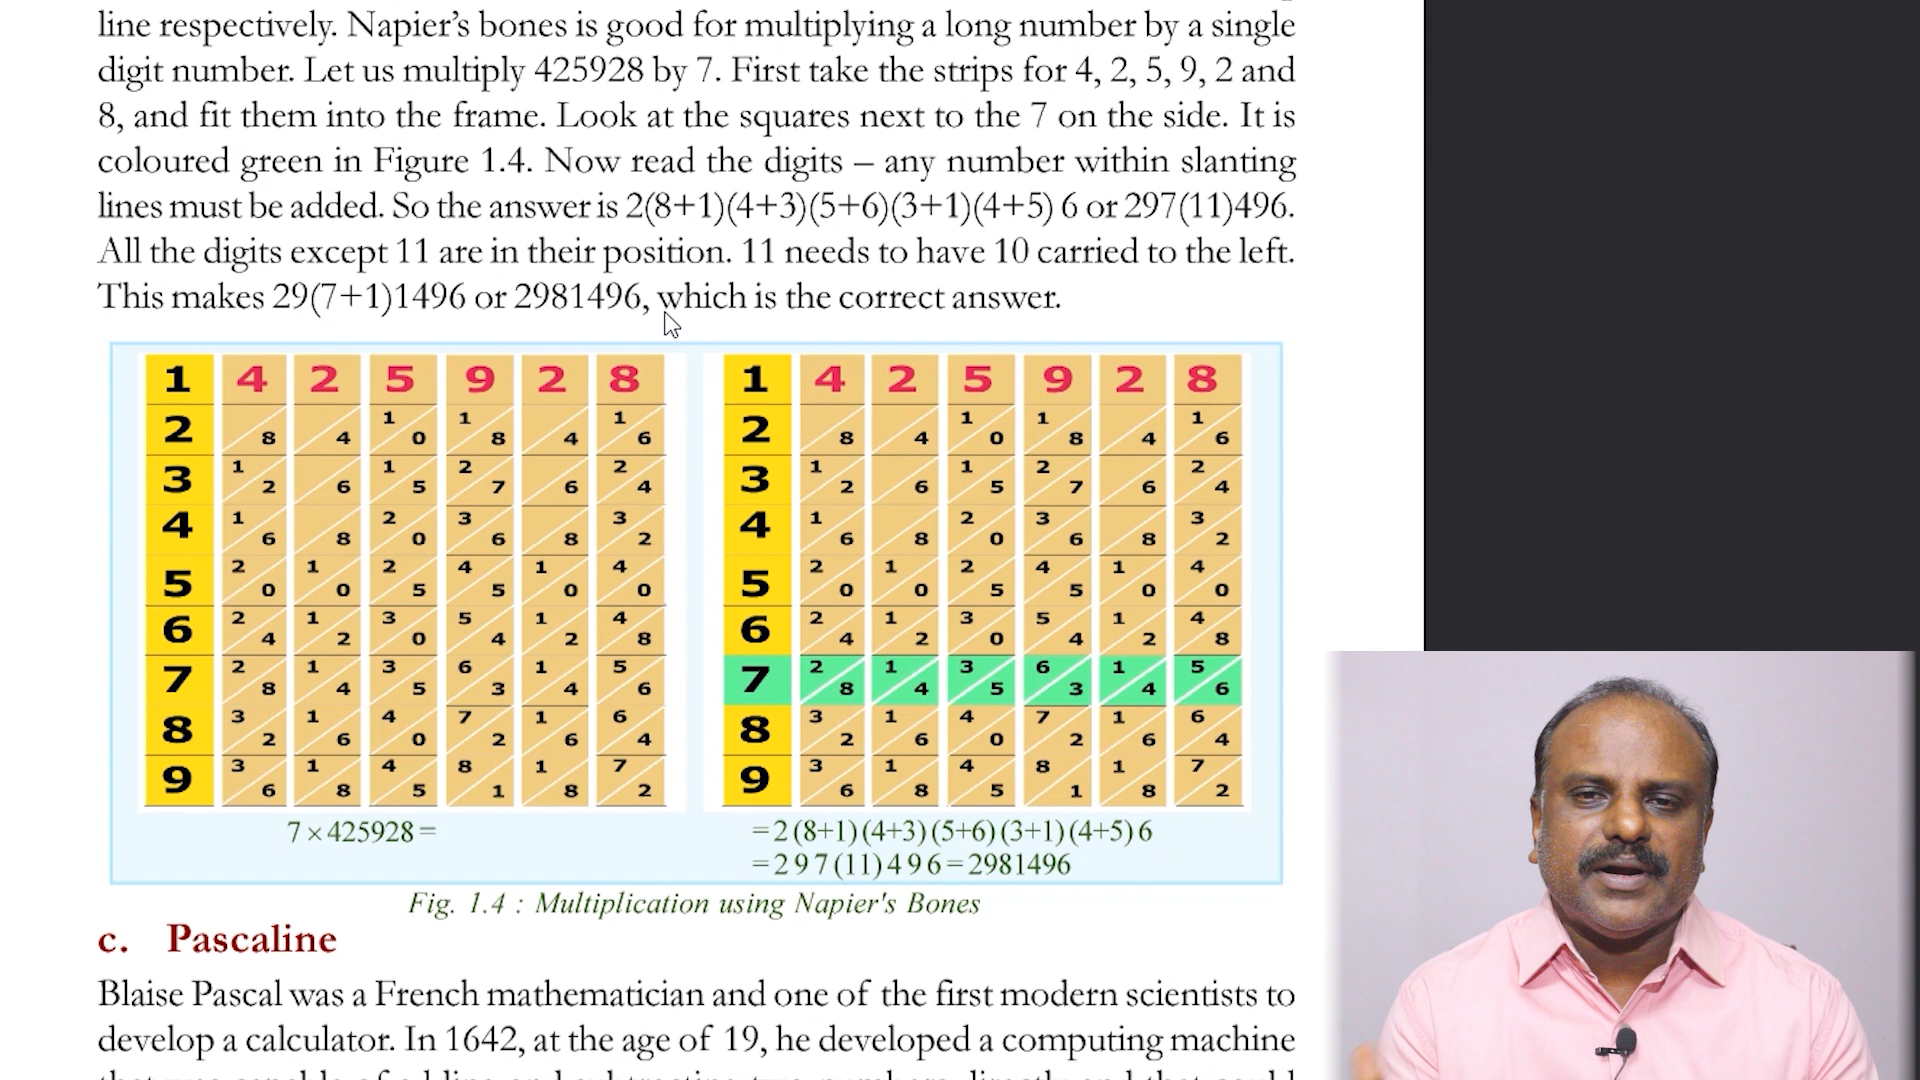 line respectively. Napier’s bones is good for multiplying a long number by a single
digit number. Let us multiply 425928 by 7. First take the strips for 4, 2, 5, 9, 2 and
8, and fit them into the frame. Look at the squares next to the 7 on the side. It is
coloured green in Figure 1.4. Now read the digits – any number within slanting
lines must be added. So the answer is 2(8+1)(4+3)(5+6)(3+1)(4+5) 6 or 297(11)496.
All the digits except 11 are in their position. 11 needs to have 10 carried to the left.
This makes 29(7+1)1496 or 2981496, which is the correct answer.
1 4 2 5 9 2 8 1 4 2 5 9 2 8
2 8 4 1 0 1 8 4 1 6 2 8 4 1 0 1 8 4 1 6
3 1 2 6 1 5 2 7 6 2 4 3 1 2 6 1 5 2 7 6 2 4
4 1 6 8 2 0 3 6 8 3 2 4 1 6 8 2 0 3 6 8 3 2
5 2 0 1 0 2 5 4 5 1 0 4 0 5 2 0 1 0 2 5 4 5 1 0 4 0
6 2 4 1 2 3 0 5 4 1 2 4 8 6 2 4 1 2 3 0 5 4 1 2 4 8
7 2 8 1 4 3 5 6 3 1 4 5 6 7 2 8 1 4 3 5 6 3 1 4 5 6
8 3 2 1 6 4 0 7 2 1 6 6 4 8 3 2 1 6 4 0 7 2 1 6 6 4
9 3 6 1 8 4 5 8 1 1 8 7 2 9 3 6 1 8 4 5 8 1 1 8 7 2
7 × 425928 = =2 (8+1) (4+3) (5+6) (3+1) (4+5) 6
=2 9 7 (11) 4 9 6 = 2981496
Fig. 1.4 : Multiplication using Napier's Bones
c. Pascaline
Blaise Pascal was a French mathematician and one of the first modern scientists to
develop a calculator. In 1642, at the age of 19, he developed a computing machine